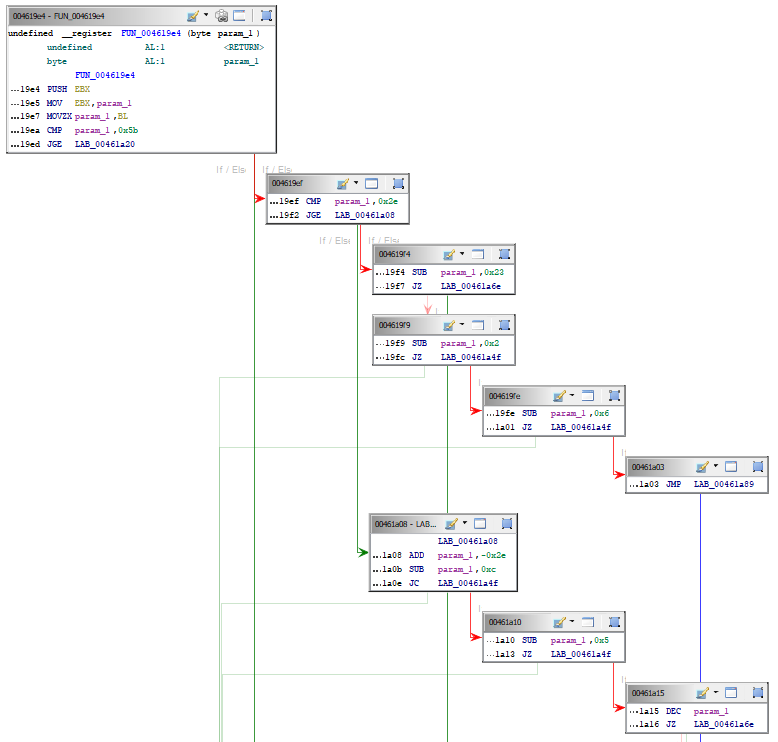 004619e4 - FUN_004619e4
undefined __register FUN_004619e4 (byte param_1 )
undefined AL:1 <RETURN>
byte AL:1 param_1
FUN_004619e4
...19e4 PUSH EBX
...19e5 MOV EBX,param_1
...19e7 MOVZX param_1 ,BL
...19ea CMP param_1 ,0x5b
...19ed JGE LAB_00461a20
If / Else If / Else
004619ef
...19ef CMP param_1 ,0x2e
...19f2 JGE LAB_00461a08
If / Else If / Else
004619f4
...19f4 SUB param_1 ,0x23
...19f7 JZ LAB_00461a6e
004619f9
...19f9 SUB param_1 ,0x2
...19fc JZ LAB_00461a4f
004619fe
...19fe SUB param_1 ,0x6
...1a01 JZ LAB_00461a4f
00461a03
...1a03 JMP LAB_00461a89
00461a08 - LAB...
LAB_00461a08
...1a08 ADD param_1 ,-0x2e
...1a0b SUB param_1 ,0xc
...1a0e JC LAB_00461a4f
00461a10
...1a10 SUB param_1 ,0x5
...1a13 JZ LAB_00461a4f
00461a15
...1a15 DEC param_1
...1a16 JZ LAB_00461a6e